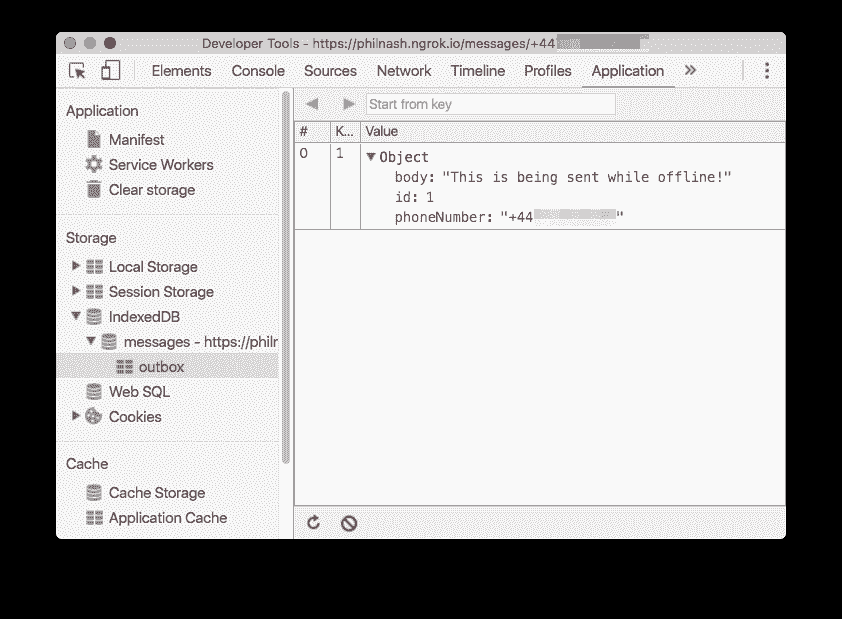 Developer Tools - https://philnash.ngrok.io/messages/+44
Elements Console Sources Network Timeline Profiles Application »
Application
Manifest
Service Workers
Clear storage
Storage
Local Storage
Session Storage
IndexedDB
messages - https://philr
outbox
Web SQL
Cookies
Cache
Cache Storage
Application Cache
Start from key
# K... Value
0 1 Object
body: "This is being sent while offline!"
id: 1
phoneNumber: "+44 "